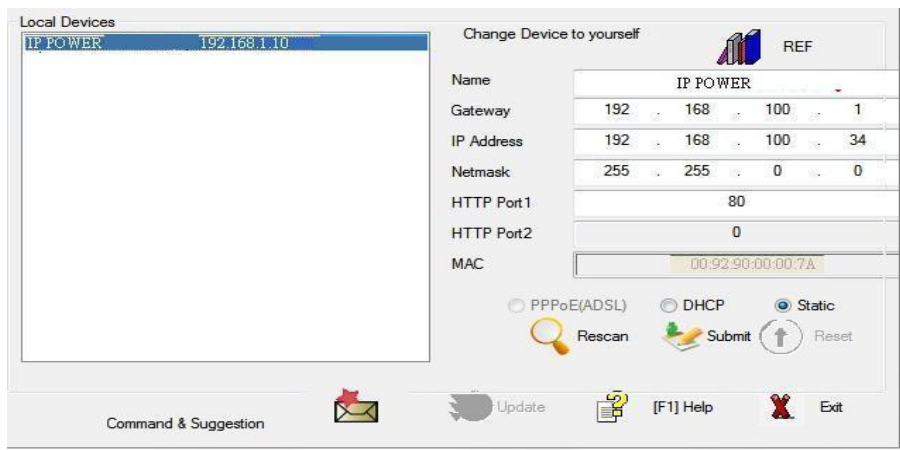 Local Devices
IP POWER 192.168.1.10
Change Device to yourself
REF
Name IP POWER
Gateway 192 . 168 . 100 . 1
IP Address 192 . 168 . 100 . 34
Netmask 255 . 255 . 0 . 0
HTTP Port1 80
HTTP Port2 0
MAC 00:92:90:00:00:7A
PPPoE(ADSL) DHCP Static
Rescan Submit Reset
Command & Suggestion Update [F1] Help Exit